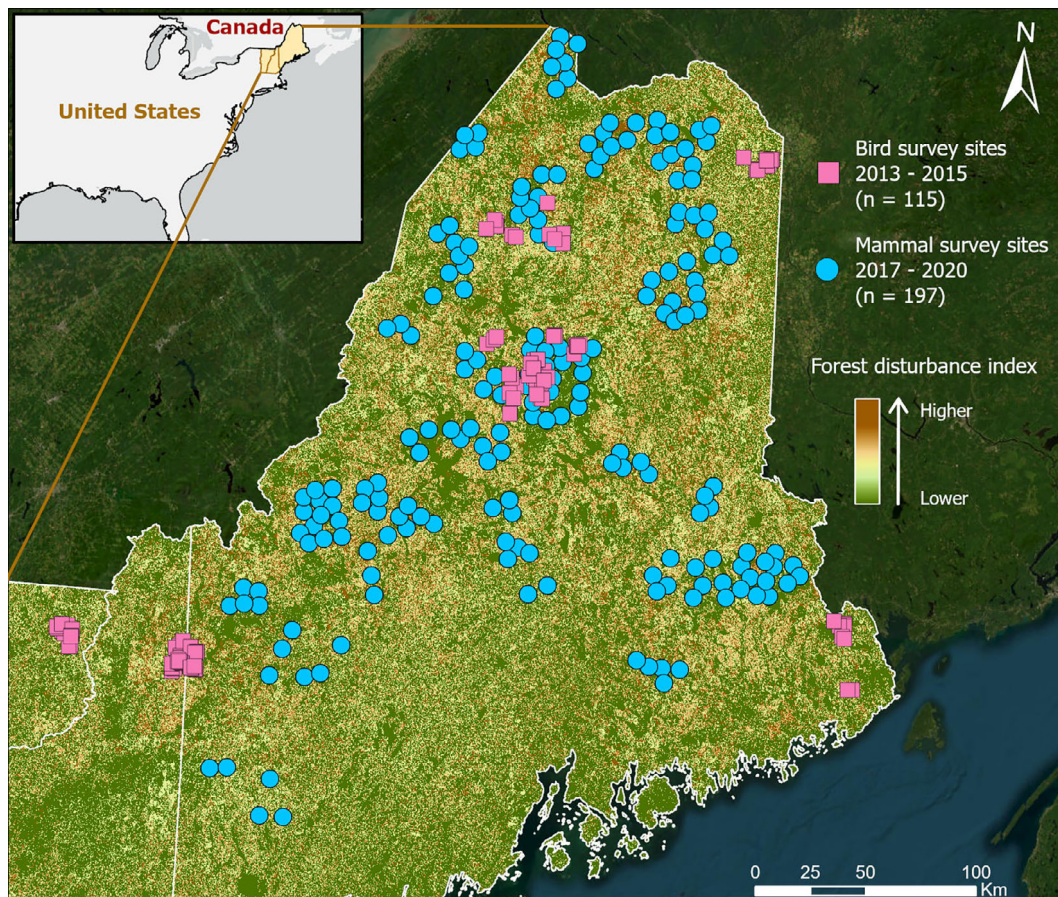 Canada
United States
N
Bird survey sites
2013 - 2015
(n = 115)
Mammal survey sites
2017 - 2020
(n = 197)
Forest disturbance index
Higher
Lower
0 25 50 100
Km